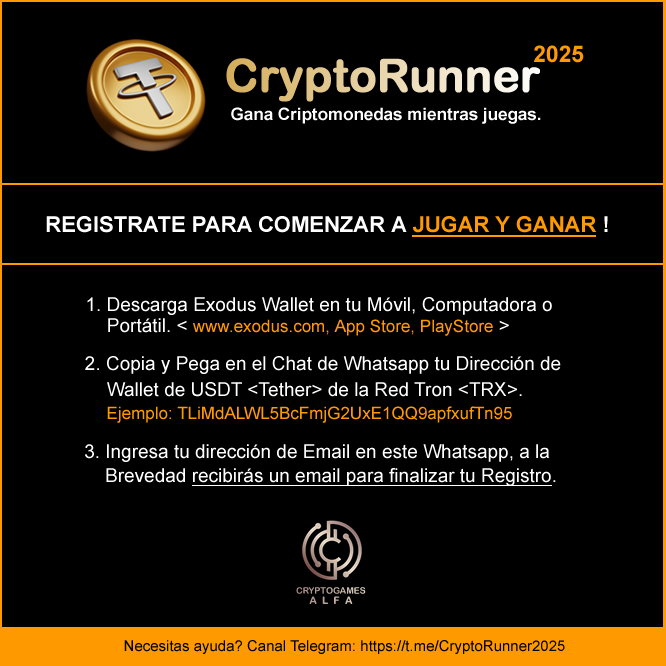 CryptoRunner 2025
Gana Criptomonedas mientras juegas.
REGISTRATE PARA COMENZAR A JUGAR Y GANAR !
1. Descarga Exodus Wallet en tu Móvil, Computadora o
Portátil. < www.exodus.com, App Store, PlayStore >
2. Copia y Pega en el Chat de Whatsapp tu Dirección de
Wallet de USDT <Tether> de la Red Tron <TRX>.
Ejemplo: TLiMdALWL5BcFmjG2UxE1QQ9apfxufTn95
3. Ingresa tu dirección de Email en este Whatsapp, a la
Brevedad recibirás un email para finalizar tu Registro.
CRYPTOGAMES
ALFA
Necesitas ayuda? Canal Telegram: https://t.me/CryptoRunner2025